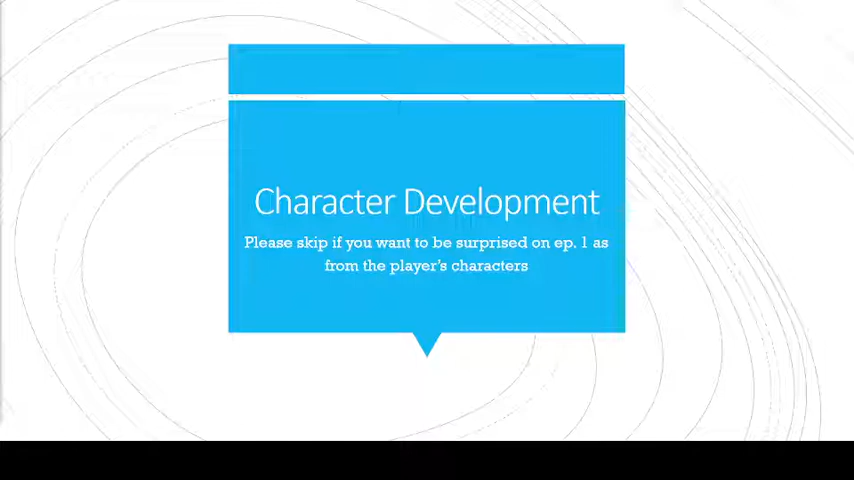 Character Development
Please skip if you want to be surprised on ep. 1 as
from the player's characters